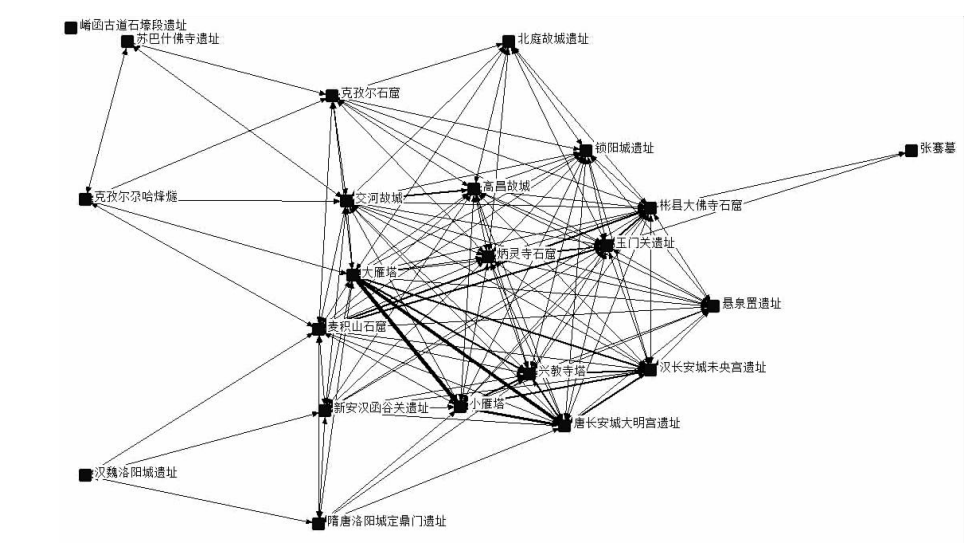 崤函古道石壕段遗址
苏巴什佛寺遗址
北庭故城遗址
克孜尔石窟
锁阳城遗址
张骞墓
高昌故城
克孜尔尕哈烽燧
交河故城
彬县大佛寺石窟
玉门关遗址
炳灵寺石窟
大雁塔
悬泉置遗址
麦积山石窟
兴教寺塔
汉长安城未央宫遗址
新安汉函谷关遗址
小雁塔
唐长安城大明宫遗址
汉魏洛阳城遗址
隋唐洛阳城定鼎门遗址